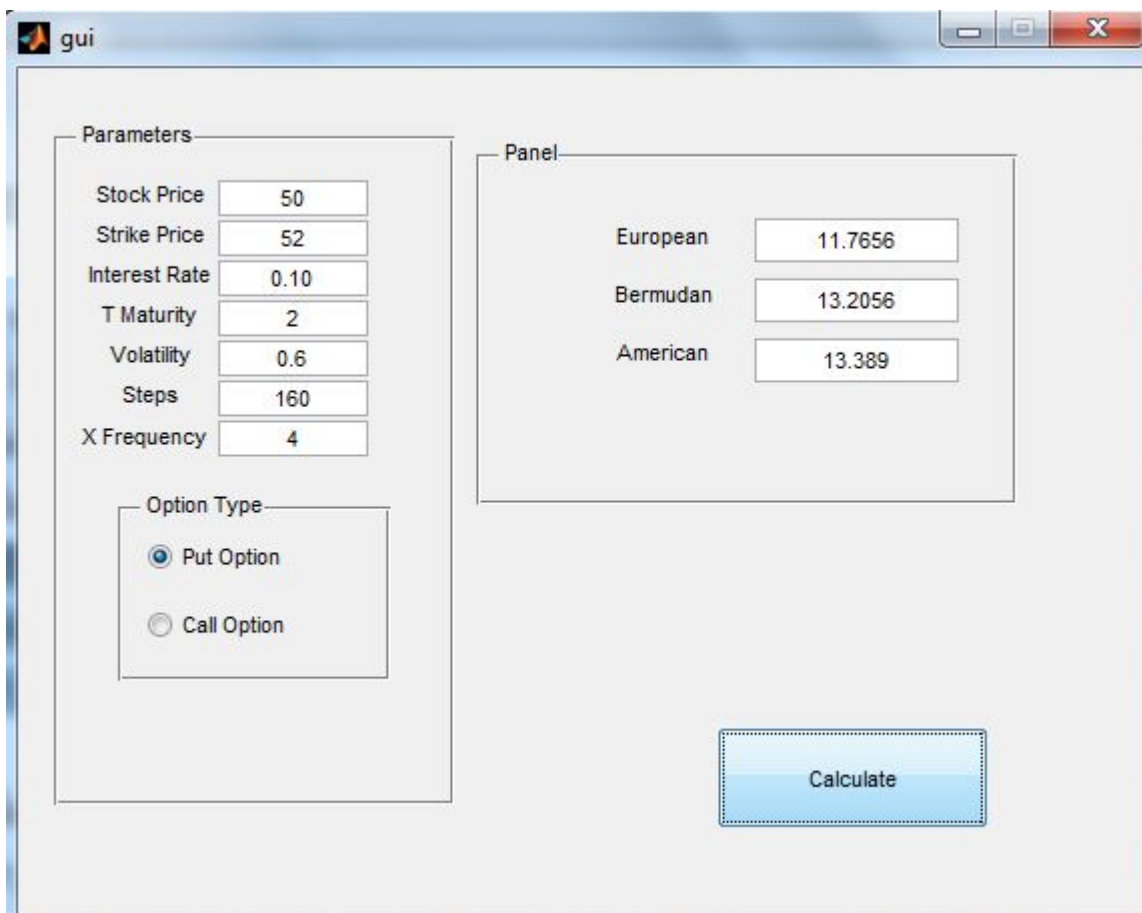 gui
Parameters
Stock Price 50
Strike Price 52
Interest Rate 0.10
T Maturity 2
Volatility 0.6
Steps 160
X Frequency 4
Option Type
Put Option
Call Option
Panel
European 11.7656
Bermudan 13.2056
American 13.389
Calculate